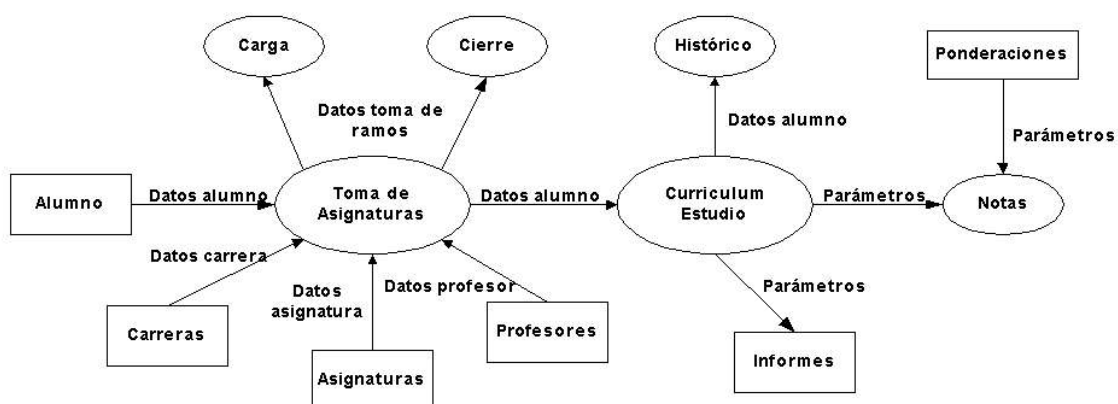 Carga
Cierre
Histórico
Ponderaciones
Datos toma de
ramos
Datos alumno
Parámetros
Alumno
Datos alumno
Toma de
Asignaturas
Datos alumno
Curriculum
Estudio
Parámetros
Notas
Datos carrera
Datos
asignatura
Datos profesor
Parámetros
Carreras
Profesores
Asignaturas
Informes